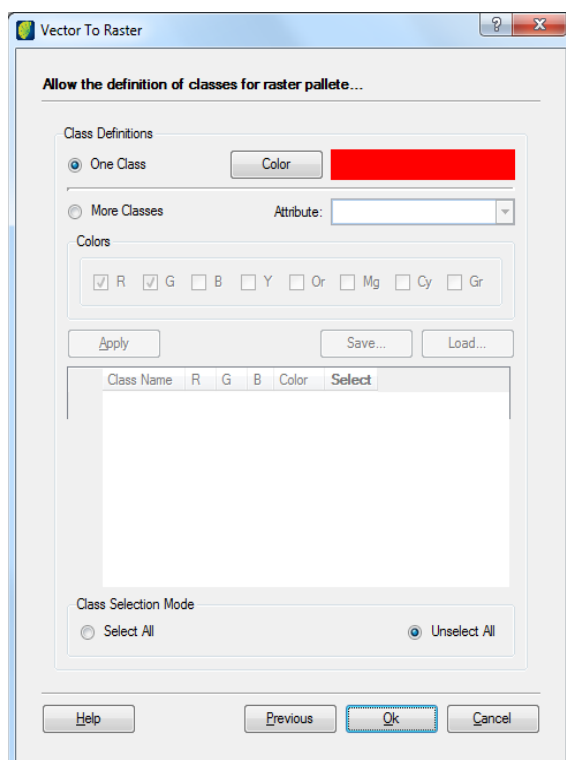 Vector To Raster
Allow the definition of classes for raster pallete...
Class Definitions
One Class Color
More Classes Attribute:
Colors
R G B Y Or Mg Cy Gr
Apply Save... Load...
Class Name R G B Color Select
Class Selection Mode
Select All Unselect All
Help Previous Ok Cancel